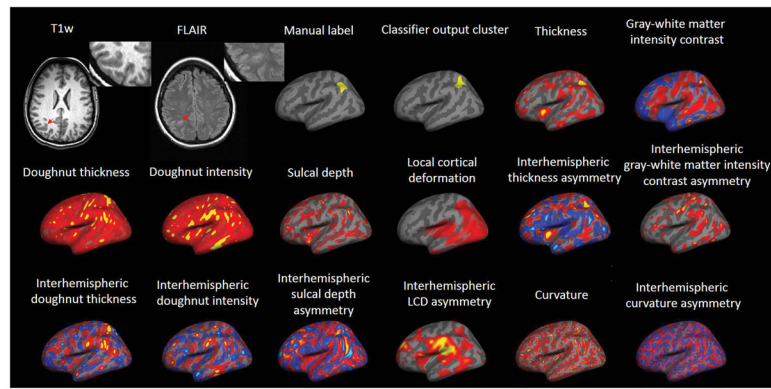 T1w
FLAIR
Manual label
Classifier output cluster
Thickness
Gray-white matter
intensity contrast
Doughnut thickness
Doughnut intensity
Sulcal depth
Local cortical
deformation
Interhemispheric
thickness asymmetry
Interhemispheric
gray-white matter intensity
contrast asymmetry
Interhemispheric
doughnut thickness
Interhemispheric
doughnut intensity
Interhemispheric
sulcal depth
asymmetry
Interhemispheric
LCD asymmetry
Curvature
Interhemispheric
curvature asymmetry